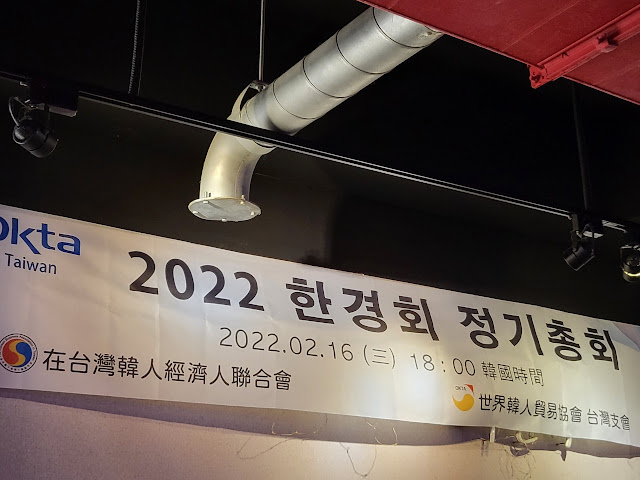 Okta
Taiwan
2022 한경회 정기총회
2022.02.16 (三) 18:00 韓國時間
在台灣韓人經濟人聯合會
OKTA
世界韓人貿易協會 台灣支會